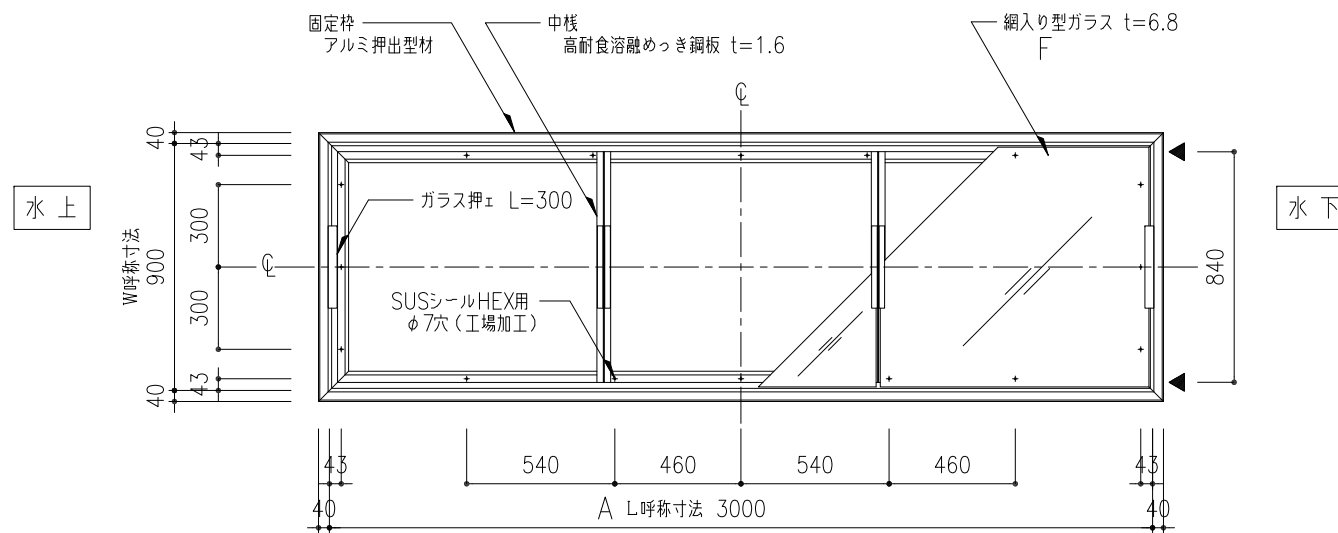 固定枠
アルミ押出型材
中桟
高耐食溶融めっき鋼板 t=1.6
網入り型ガラス t=6.8
F
℄
40
43
水 上
ガラス押ェ L=300
300
W呼称寸法
900
℄
300
SUSシールHEX用
φ7穴(工場加工)
水 下
840
43
40
43
540
460
540
460
43
40
A L呼称寸法 3000
40